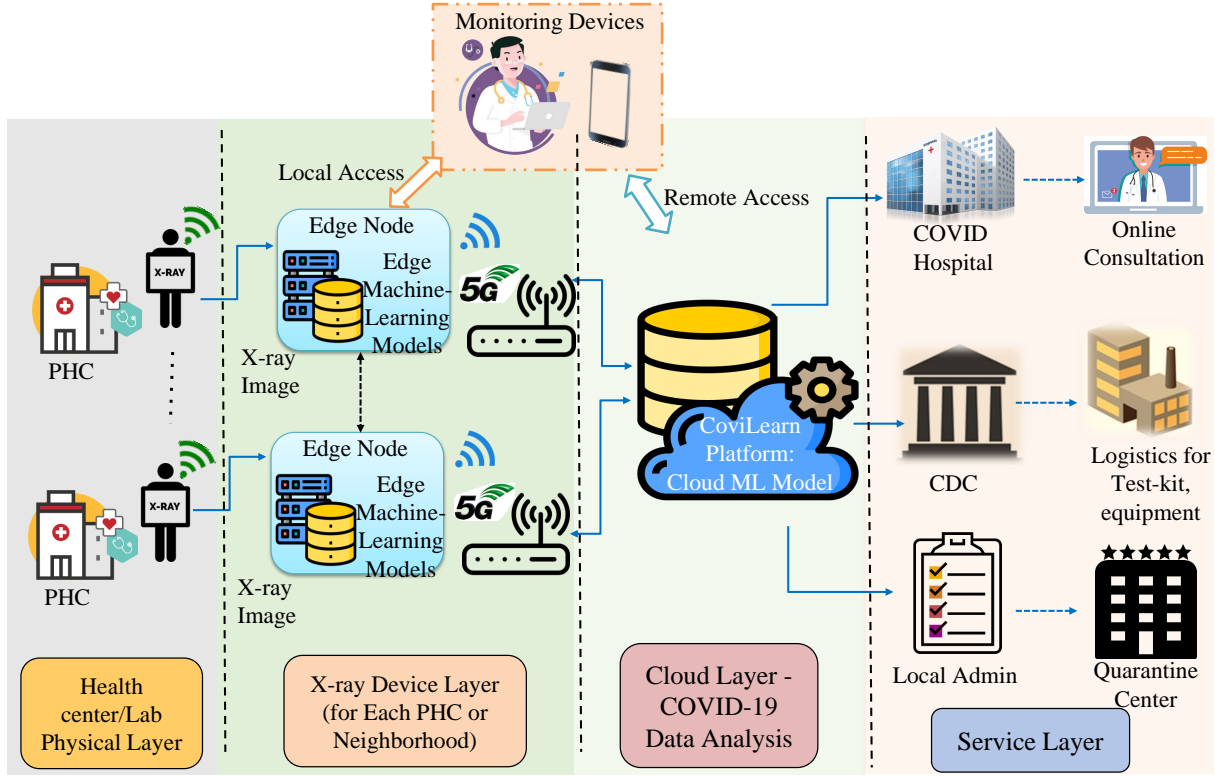 Monitoring Devices
Local Access
Remote Access
X-RAY
PHC
Edge Node
Edge
Machine-
Learning
Models
X-ray
Image
5G
X-RAY
PHC
Edge Node
Edge
Machine-
Learning
Models
X-ray
Image
5G
CoviLearn
Platform:
Cloud ML Model
HOSPITAL
COVID
Hospital
Online
Consultation
CDC
Logistics for
Test-kit,
equipment
Local Admin
Quarantine
Center
Health
center/Lab
Physical Layer
X-ray Device Layer
(for Each PHC or
Neighborhood)
Cloud Layer -
COVID-19
Data Analysis
Service Layer